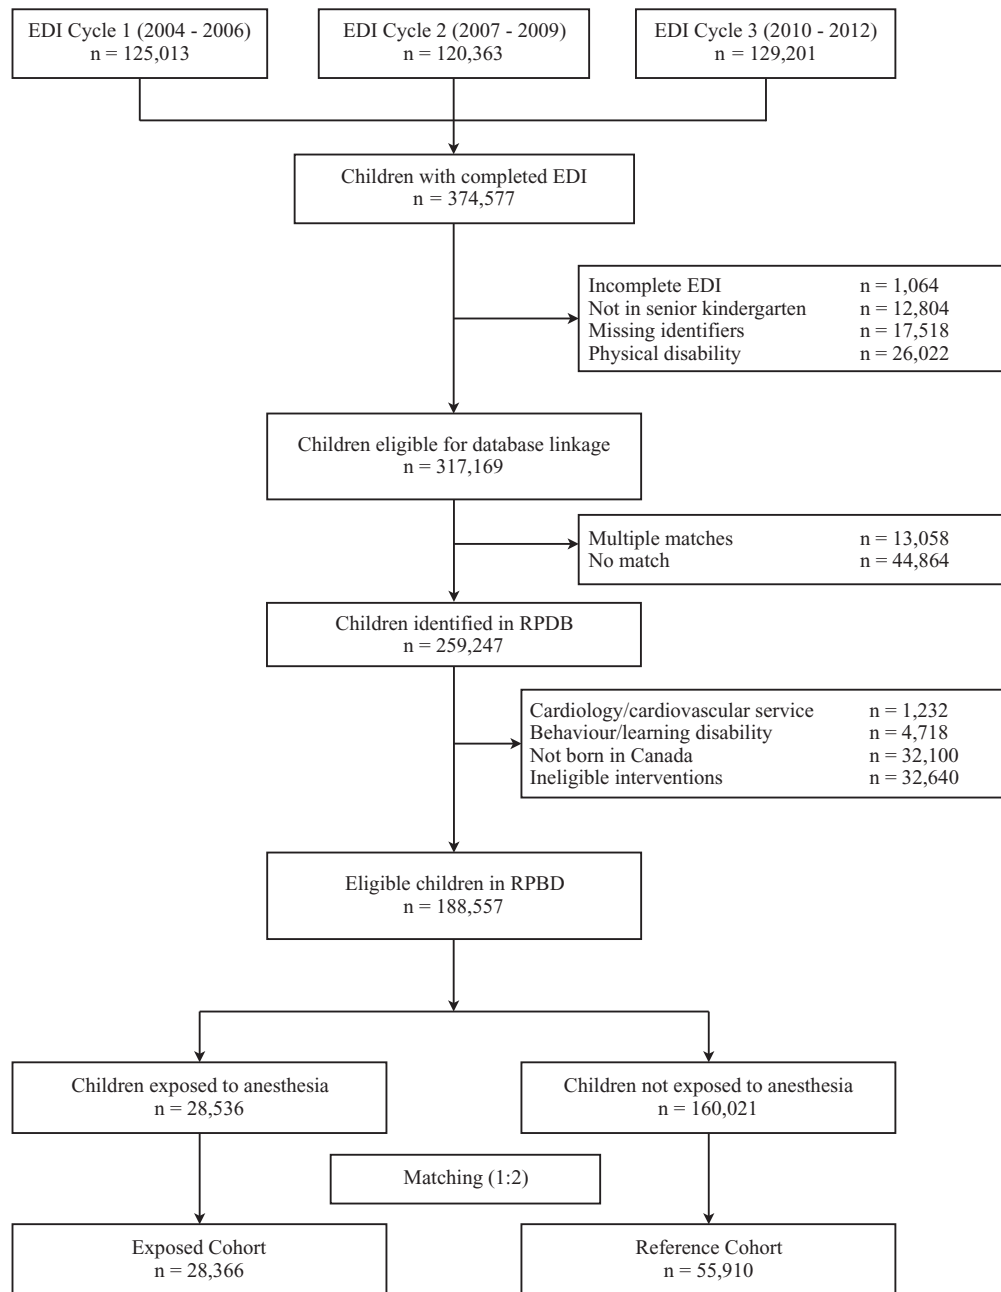 EDI Cycle 1 (2004 - 2006)
n = 125,013
EDI Cycle 2 (2007 - 2009)
n = 120,363
EDI Cycle 3 (2010 - 2012)
n = 129,201
Children with completed EDI
n = 374,577
Incomplete EDI n = 1,064
Not in senior kindergarten n = 12,804
Missing identifiers n = 17,518
Physical disability n = 26,022
Children eligible for database linkage
n = 317,169
Multiple matches n = 13,058
No match n = 44,864
Children identified in RPDB
n = 259,247
Cardiology/cardiovascular service n = 1,232
Behaviour/learning disability n = 4,718
Not born in Canada n = 32,100
Ineligible interventions n = 32,640
Eligible children in RPBD
n = 188,557
Children exposed to anesthesia
n = 28,536
Children not exposed to anesthesia
n = 160,021
Matching (1:2)
Exposed Cohort
n = 28,366
Reference Cohort
n = 55,910